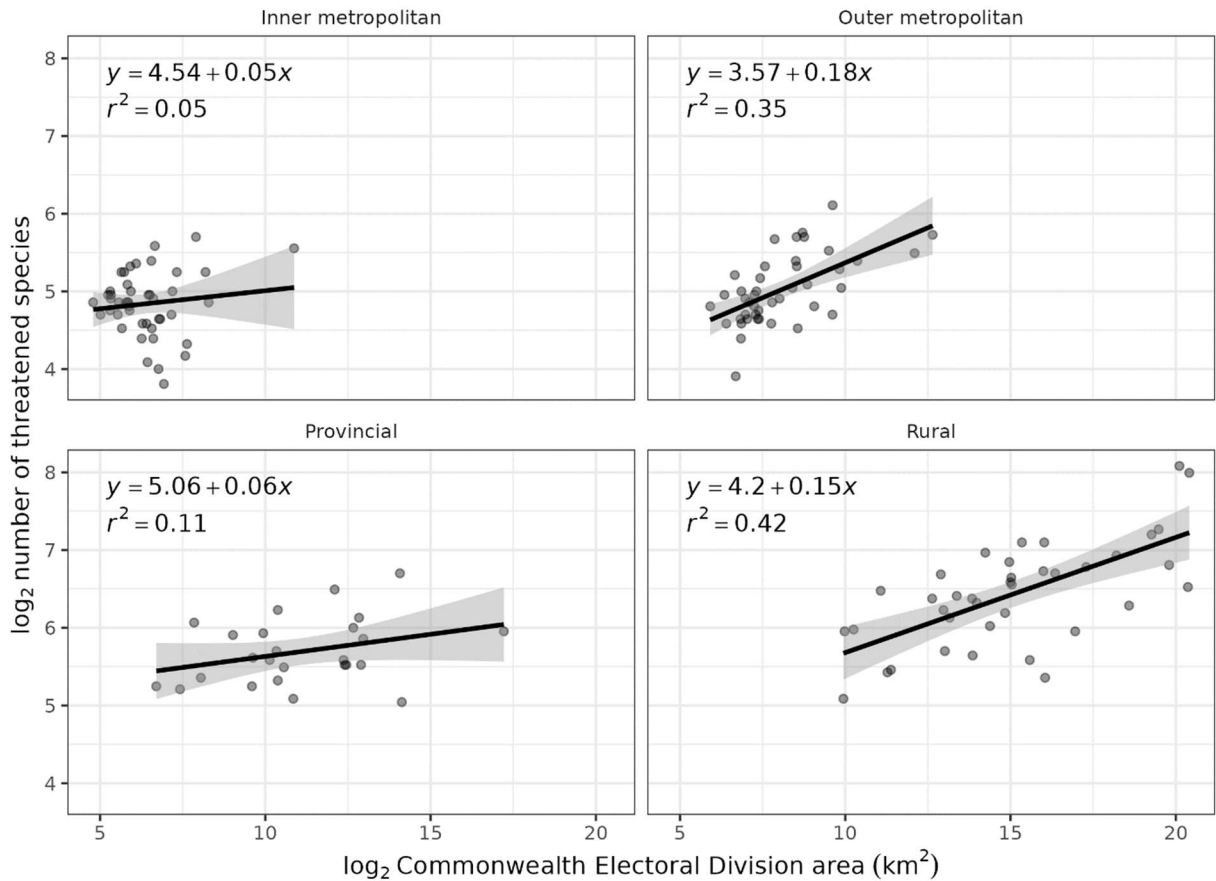 Inner metropolitan
Outer metropolitan
y = 4.54 + 0.05x
r² = 0.05
y = 3.57 + 0.18x
r² = 0.35
8
7
6
5
4
Provincial
Rural
y = 5.06 + 0.06x
r² = 0.11
y = 4.2 + 0.15x
r² = 0.42
8
7
6
5
4
log₂ number of threatened species
5 10 15 20 5 10 15 20
log₂ Commonwealth Electoral Division area (km²)